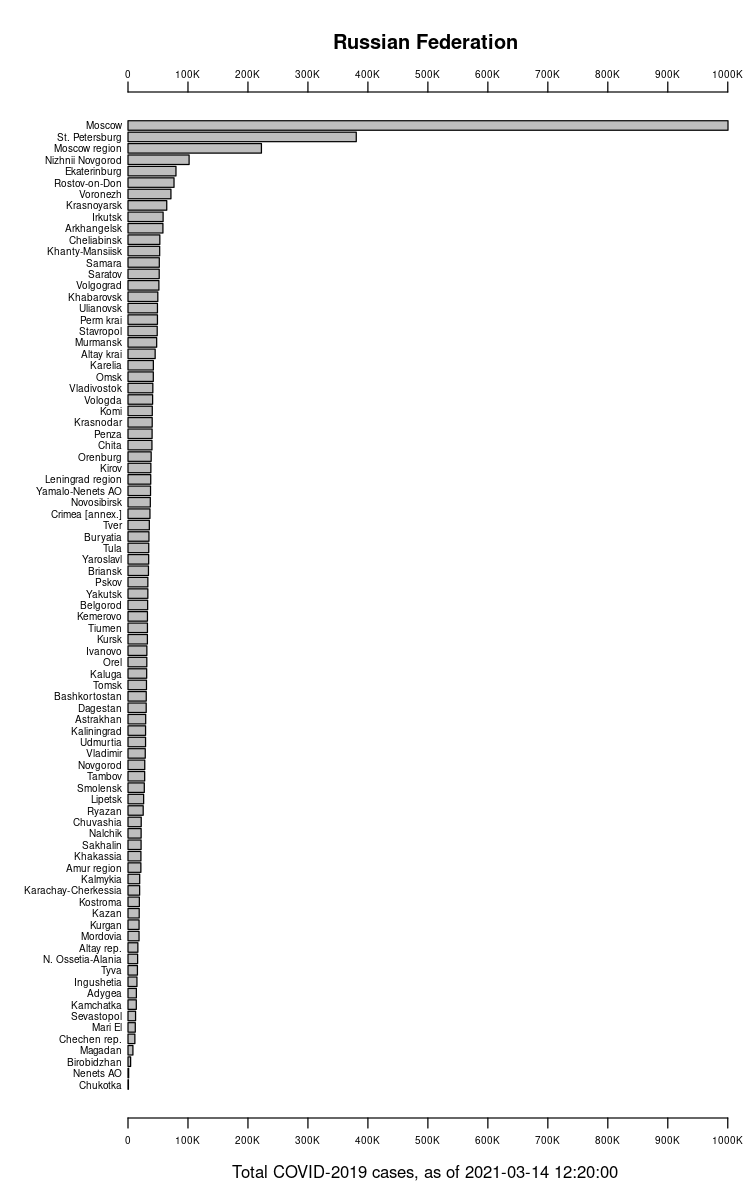 Russian Federation
0 100K 200K 300K 400K 500K 600K 700K 800K 900K 1000K
Moscow
St. Petersburg
Moscow region
Nizhnii Novgorod
Ekaterinburg
Rostov-on-Don
Voronezh
Krasnoyarsk
Irkutsk
Arkhangelsk
Cheliabinsk
Khanty-Mansiisk
Samara
Saratov
Volgograd
Khabarovsk
Ulianovsk
Perm krai
Stavropol
Murmansk
Altay krai
Karelia
Omsk
Vladivostok
Vologda
Komi
Krasnodar
Penza
Chita
Orenburg
Kirov
Leningrad region
Yamalo-Nenets AO
Novosibirsk
Crimea [annex.]
Tver
Buryatia
Tula
Yaroslavl
Briansk
Pskov
Yakutsk
Belgorod
Kemerovo
Tiumen
Kursk
Ivanovo
Orel
Kaluga
Tomsk
Bashkortostan
Dagestan
Astrakhan
Kaliningrad
Udmurtia
Vladimir
Novgorod
Tambov
Smolensk
Lipetsk
Ryazan
Chuvashia
Nalchik
Sakhalin
Khakassia
Amur region
Kalmykia
Karachay-Cherkessia
Kostroma
Kazan
Kurgan
Mordovia
Altay rep.
N. Ossetia-Alania
Tyva
Ingushetia
Adygea
Kamchatka
Sevastopol
Mari El
Chechen rep.
Magadan
Birobidzhan
Nenets AO
Chukotka
0 100K 200K 300K 400K 500K 600K 700K 800K 900K 1000K
Total COVID-2019 cases, as of 2021-03-14 12:20:00